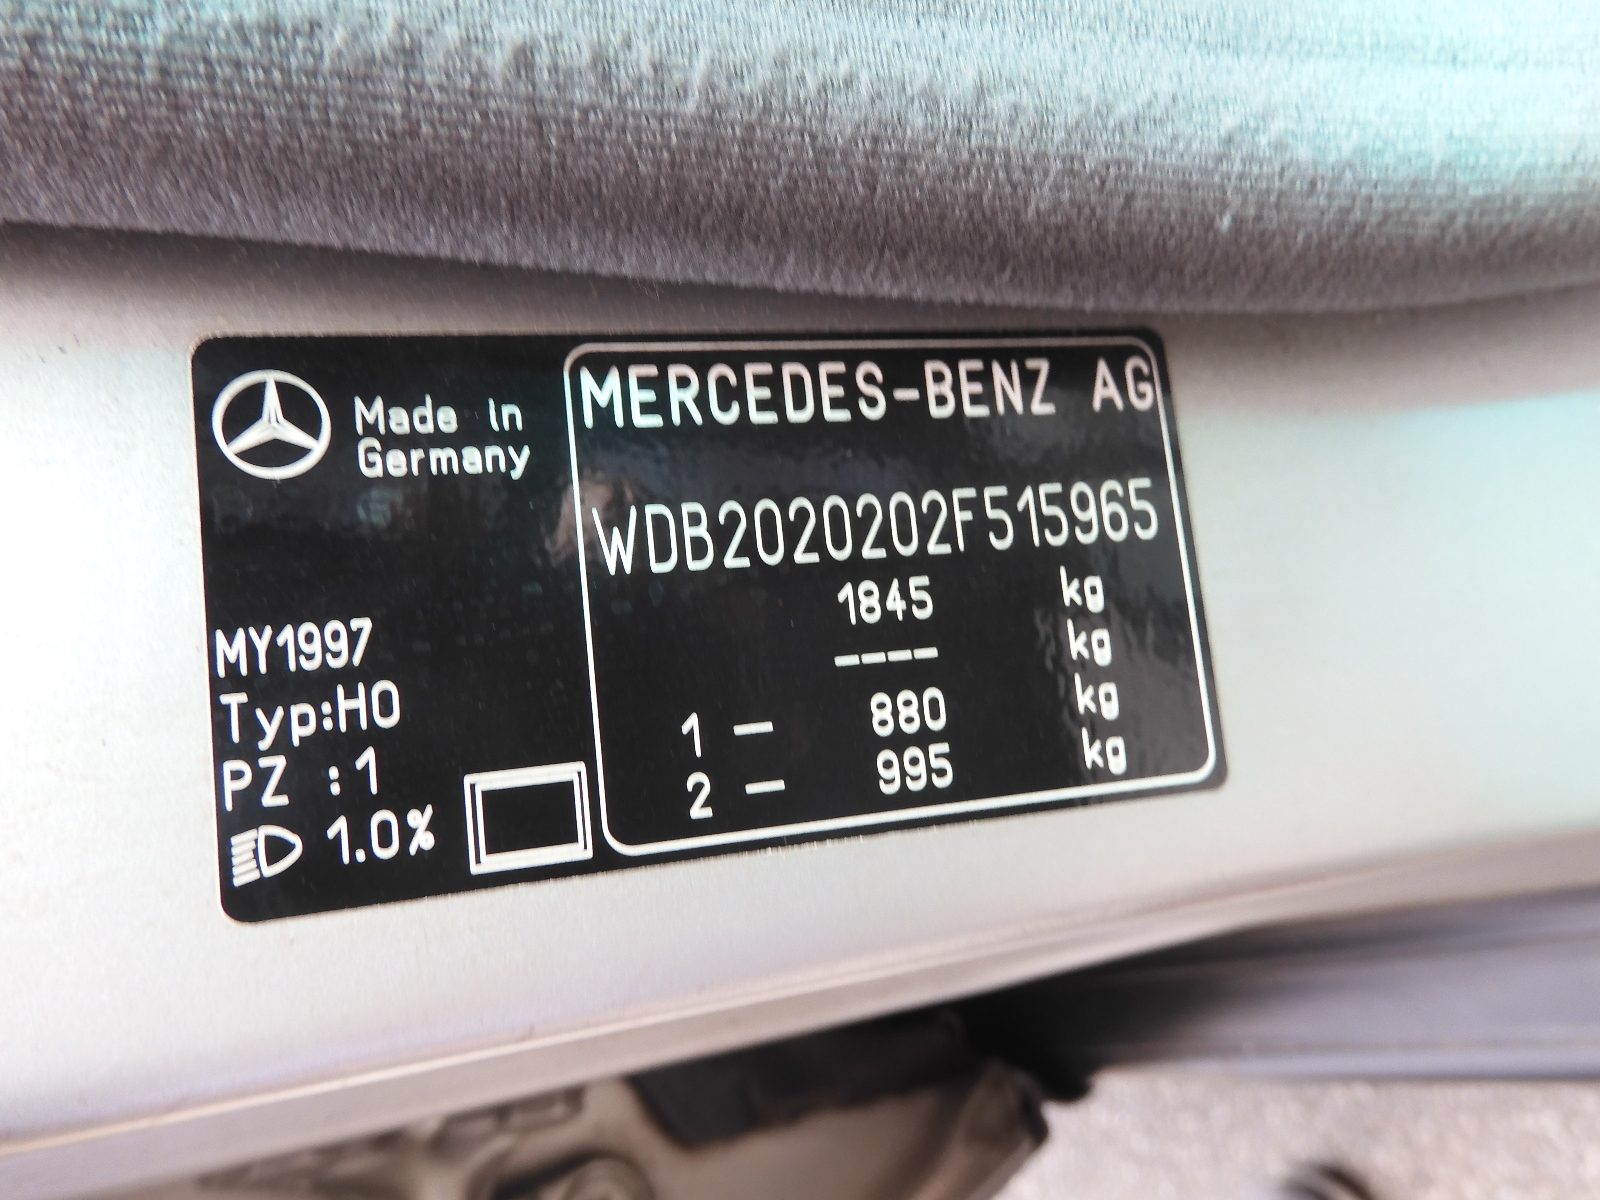 Made in
Germany
MY1997
Typ:HO
PZ :1
1.0%
MERCEDES-BENZ AG
WDB2020202F515965
1845 kg
---- kg
1 – 880 kg
2 – 995 kg